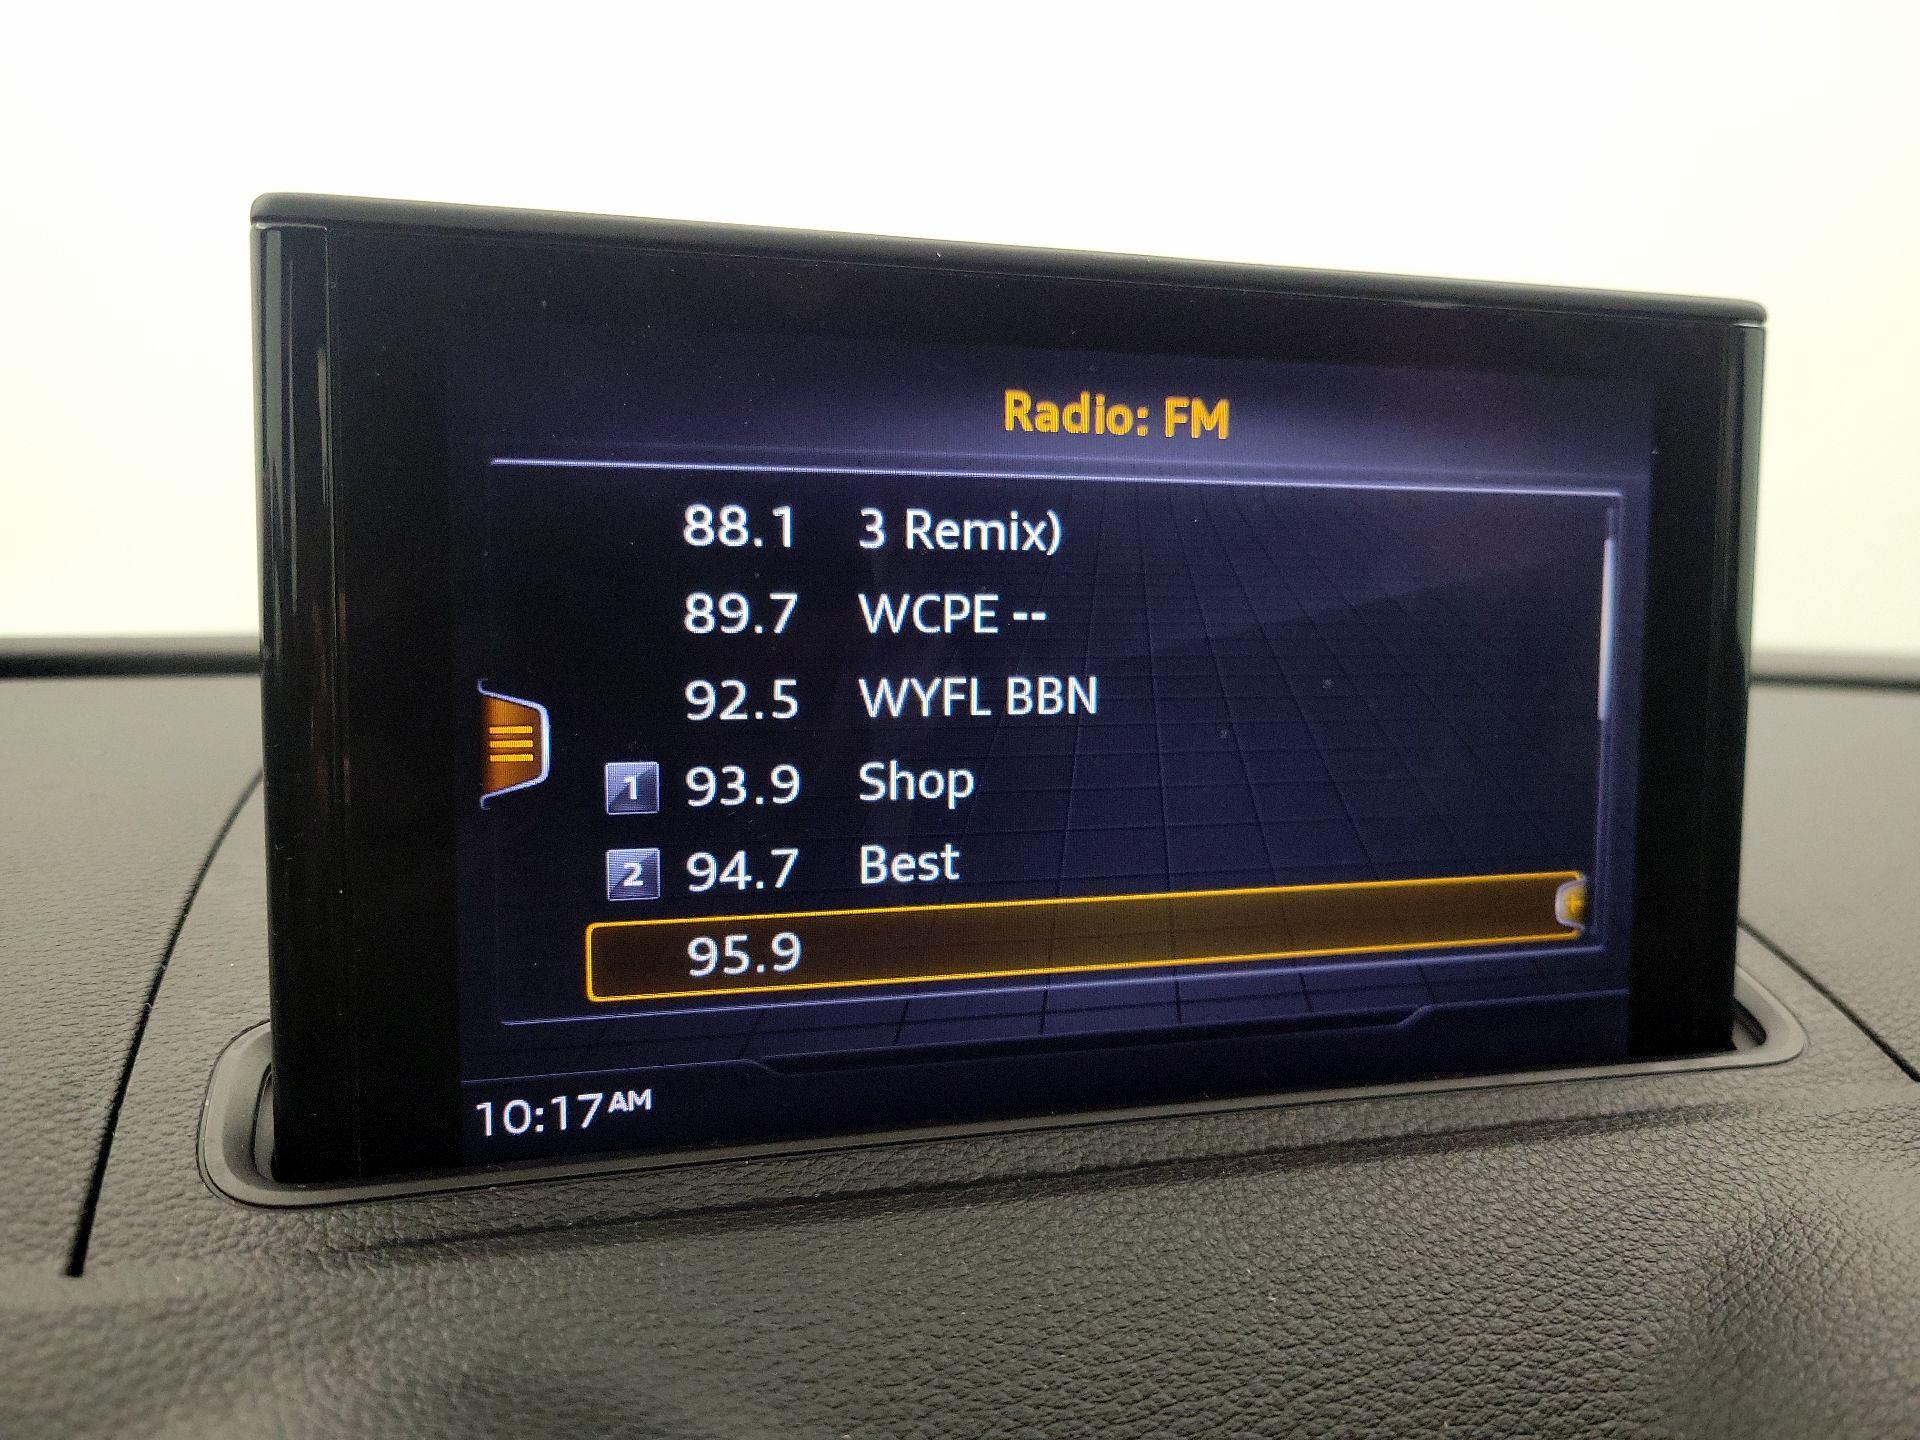 Radio: FM
88.1 3 Remix)
89.7 WCPE --
92.5 WYFL BBN
1 93.9 Shop
2 94.7 Best
95.9
10:17AM